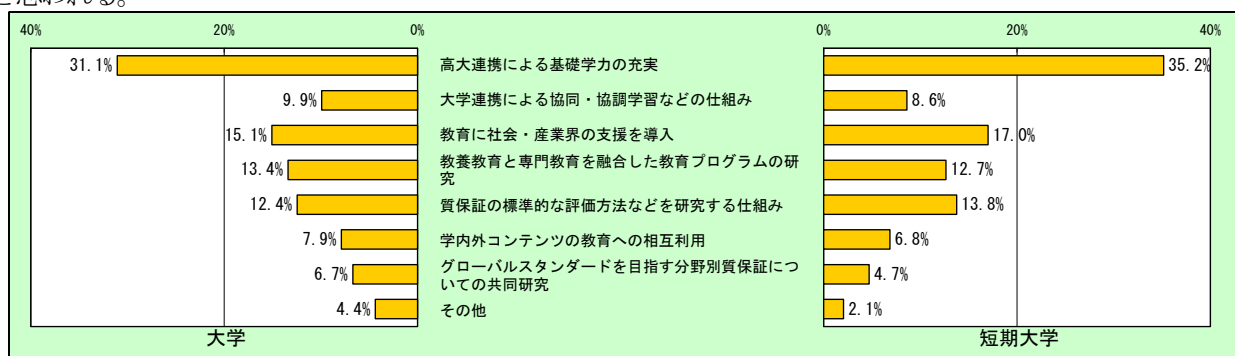 と思われる。
40% 20% 0% 0% 20% 40%
31.1% 高大連携による基礎学力の充実 35.2%
9.9% 大学連携による協同・協調学習などの仕組み 8.6%
15.1% 教育に社会・産業界の支援を導入 17.0%
13.4% 教養教育と専門教育を融合した教育プログラムの研
究 12.7%
12.4% 質保証の標準的な評価方法などを研究する仕組み 13.8%
7.9% 学内外コンテンツの教育への相互利用 6.8%
6.7% グローバルスタンダードを目指す分野別質保証につ
いての共同研究 4.7%
4.4% その他 2.1%
大学 短期大学